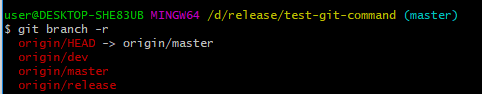 user@DESKTOP-SHE83UB MINGW64 /d/release/test-git-command (master)
$ git branch -r
origin/HEAD -> origin/master
origin/dev
origin/master
origin/release